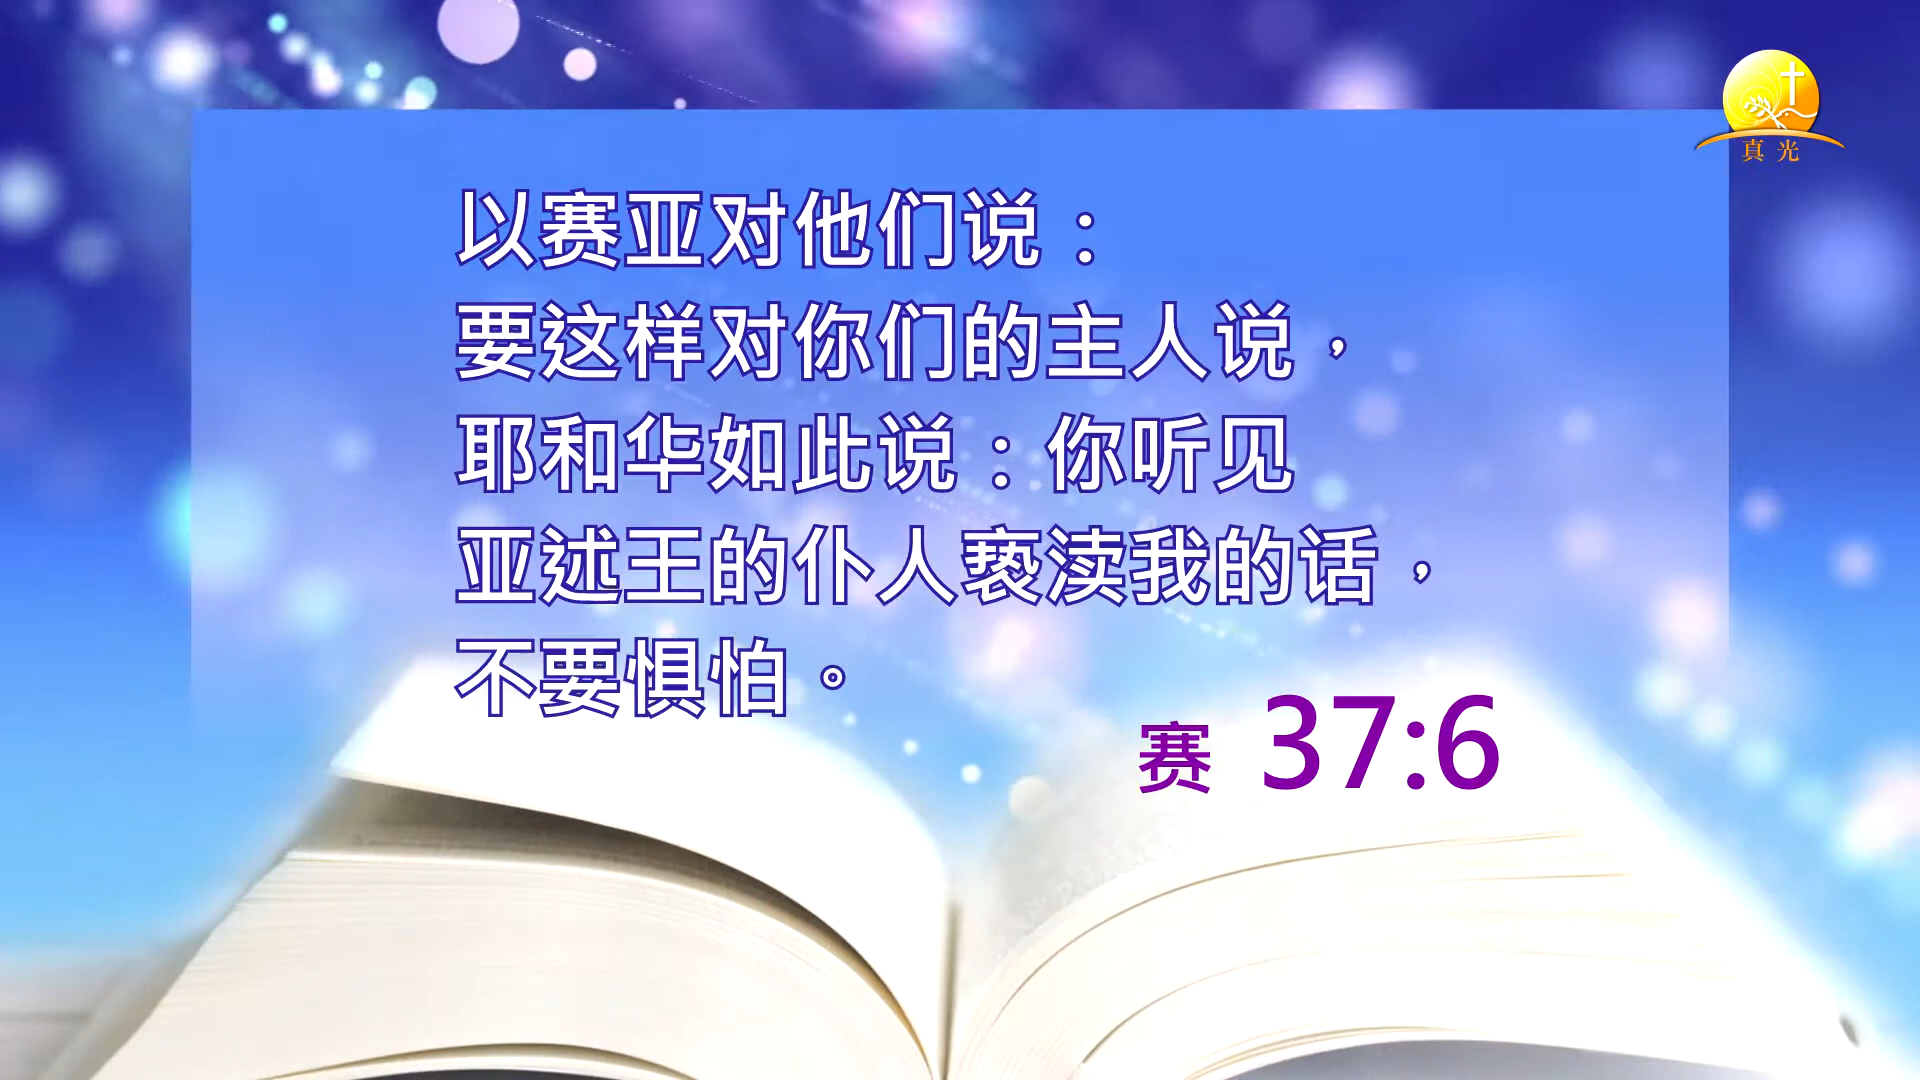 真光
以赛亚对他们说：
要这样对你们的主人说，
耶和华如此说：你听见
亚述王的仆人亵渎我的话，
不要惧怕。
赛 37:6